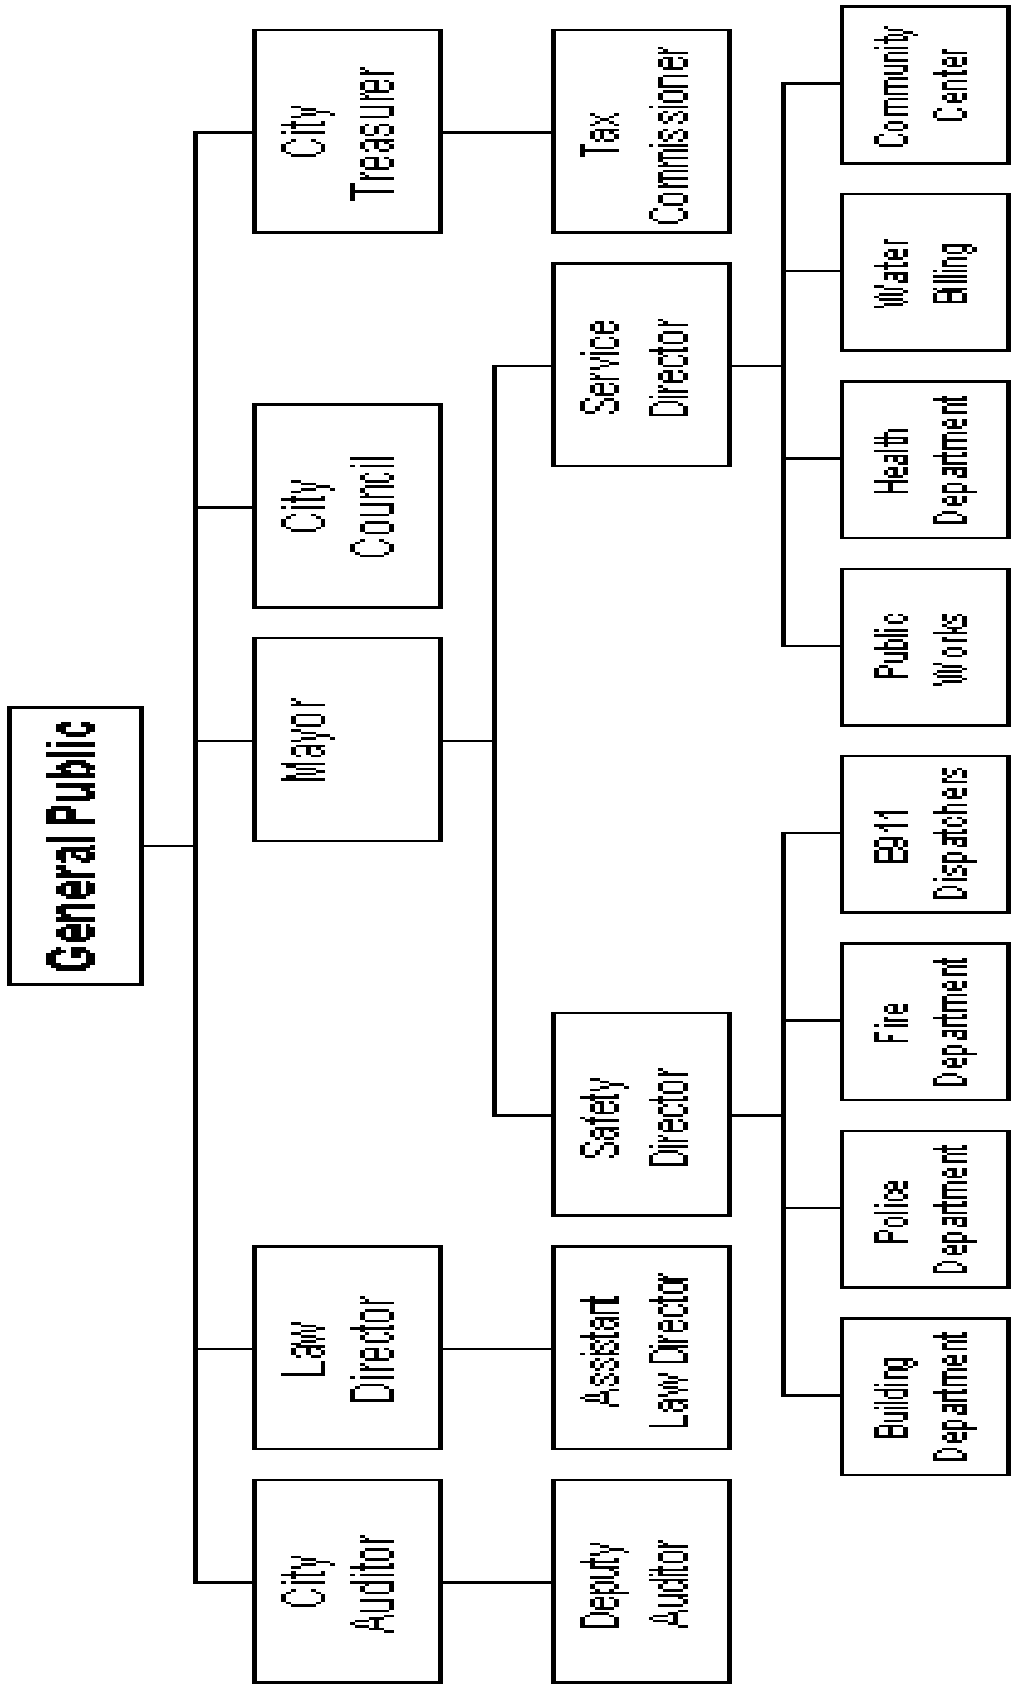 General Public
City
Auditor
Law
Director
Mayor
City
Council
City
Treasurer
Deputy
Auditor
Assistant
Law Director
Safety
Director
Service
Director
Tax
Commissioner
Building
Department
Police
Department
Fire
Department
E911
Dispatchers
Public
Works
Health
Department
Water
Billing
Community
Center